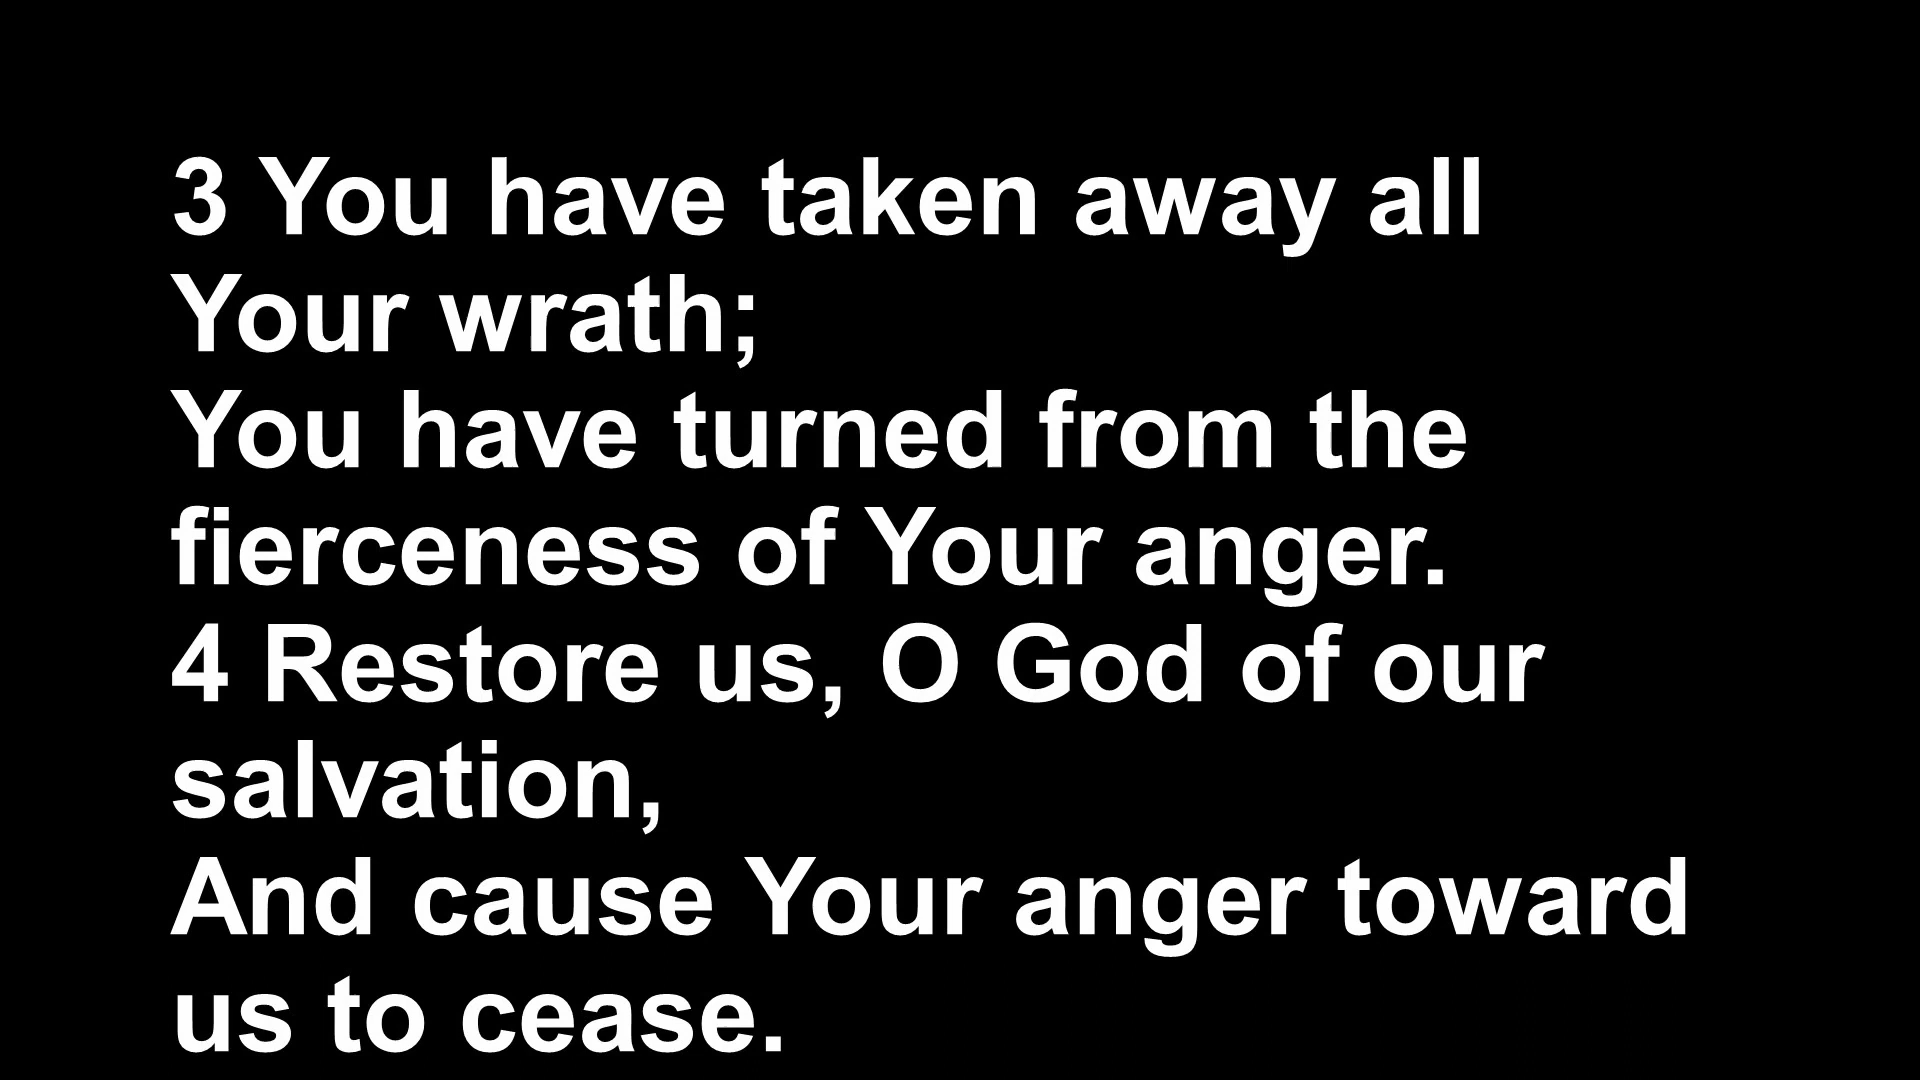 3 You have taken away all
Your wrath;
You have turned from the
fierceness of Your anger.
4 Restore us, O God of our
salvation,
And cause Your anger toward
us to cease.